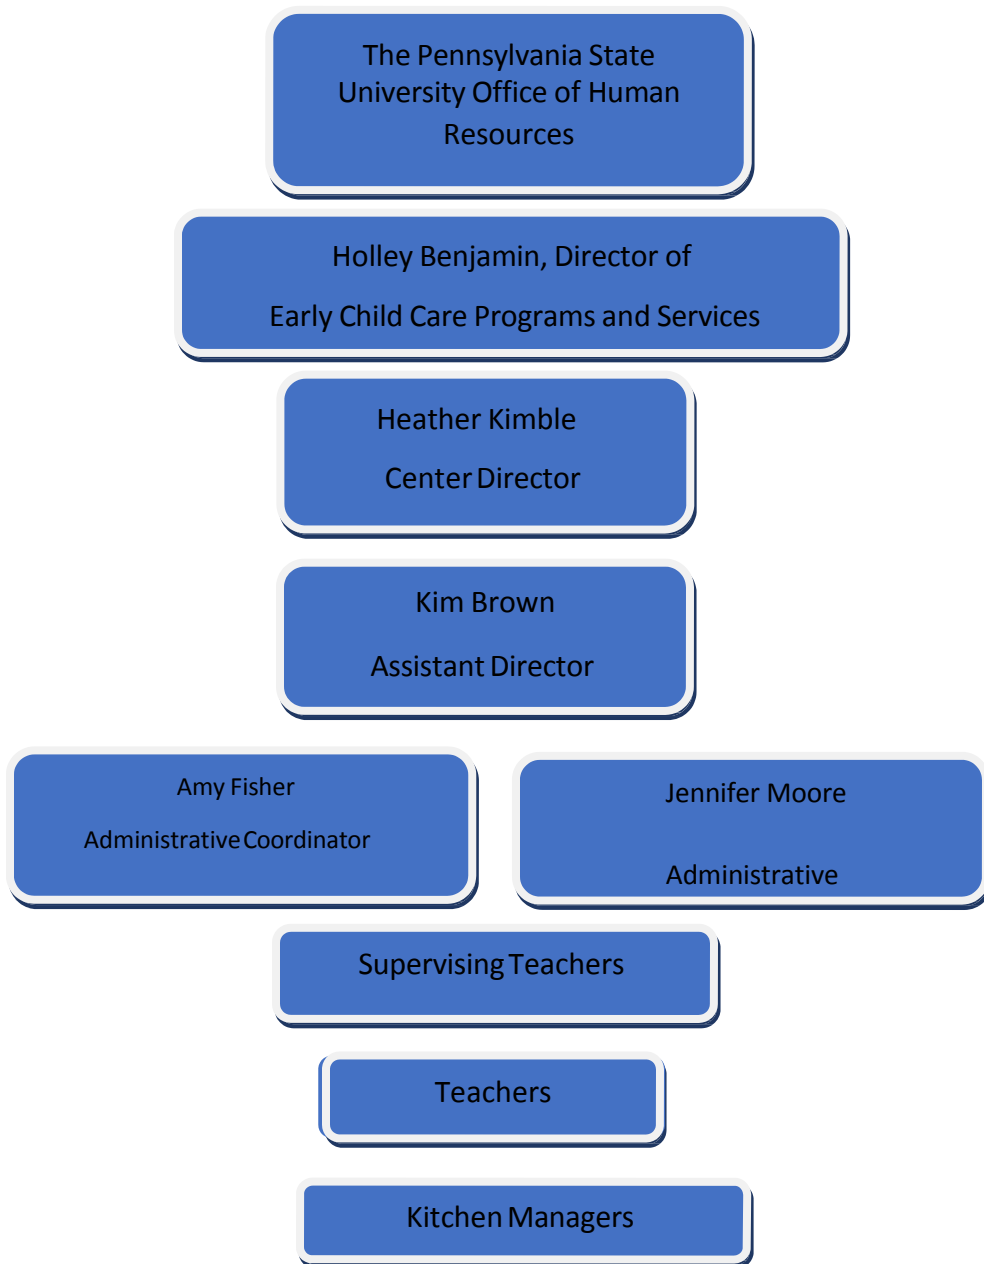 The Pennsylvania State
University Office of Human
Resources
Holley Benjamin, Director of
Early Child Care Programs and Services
Heather Kimble
Center Director
Kim Brown
Assistant Director
Amy Fisher
Administrative Coordinator
Jennifer Moore
Administrative
Supervising Teachers
Teachers
Kitchen Managers